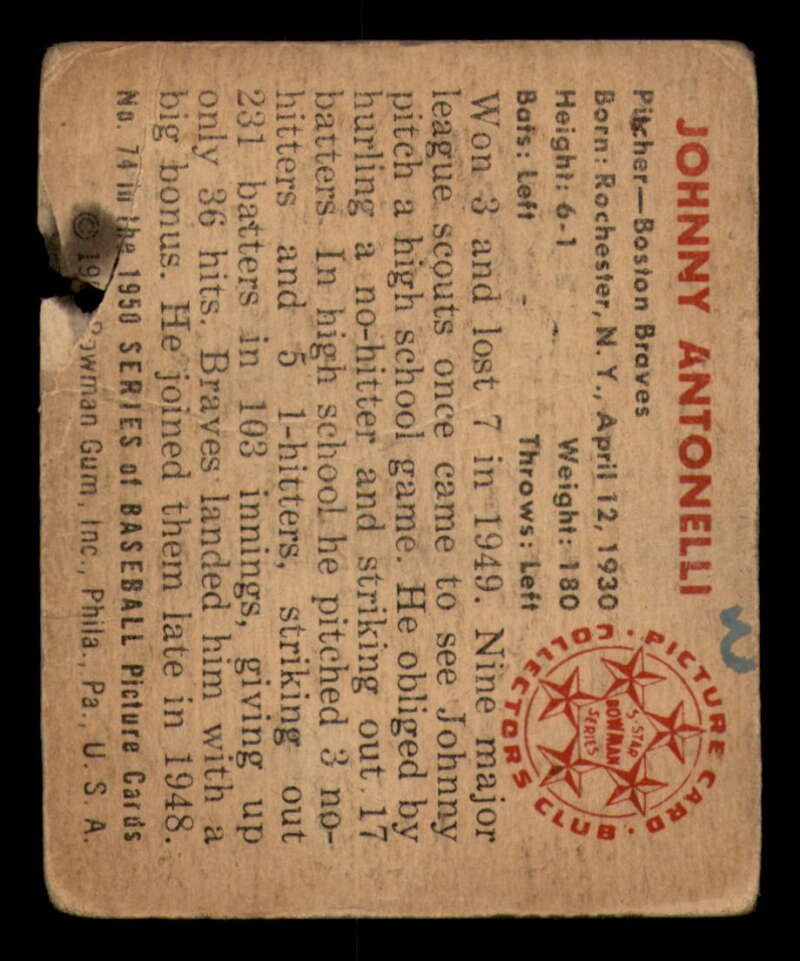 JOHNNY ANTONELLI
Pitcher—Boston Braves
Born: Rochester, N. Y., April 12, 1930
Height: 6-1 Weight: 180
Bats: Left Throws: Left
Won 3 and lost 7 in 1949. Nine major
league scouts once came to see Johnny
pitch a high school game. He obliged by
hurling a no-hitter and striking out 17
batters. In high school he pitched 3 no-
hitters and 5 1-hitters, striking out
231 batters in 103 innings, giving up
only 36 hits. Braves landed him with a
big bonus. He joined them late in 1948.
No. 74 in the 1950 SERIES of BASEBALL Picture Cards
© Bowman Gum, Inc., Phila., Pa., U. S. A.
PICTURE CARD · COLLECTORS CLUB ·
5-STAR
BOWMAN
SERIES